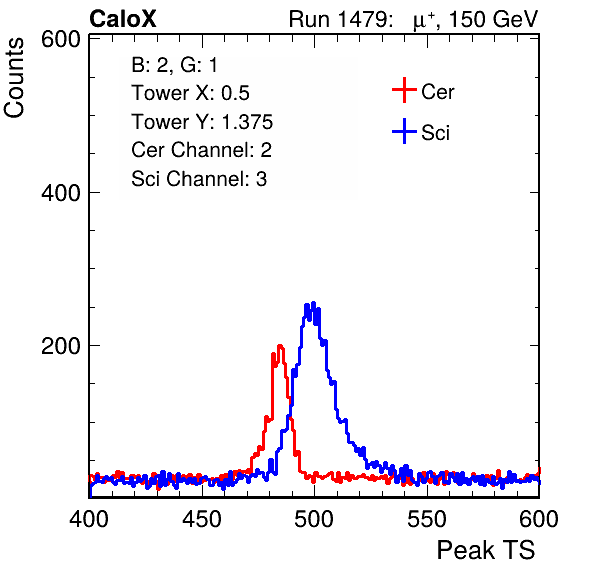 CaloX Run 1479: μ⁺, 150 GeV
Counts
600
400
200
B: 2, G: 1
Tower X: 0.5
Tower Y: 1.375
Cer Channel: 2
Sci Channel: 3
Cer
Sci
400 450 500 550 600
Peak TS